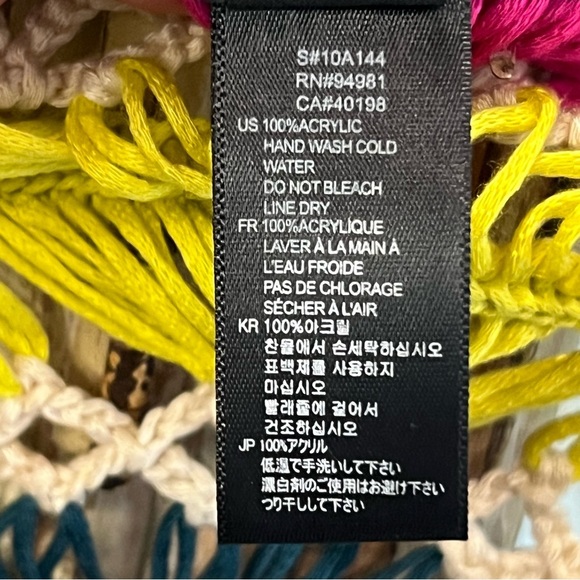 S#10A144
RN#94981
CA#40198
US 100%ACRYLIC
HAND WASH COLD
WATER
DO NOT BLEACH
LINE DRY
FR 100%ACRYLIQUE
LAVER À LA MAIN À
L'EAU FROIDE
PAS DE CHLORAGE
SÉCHER À L'AIR
KR 100%아크릴
찬물에서 손세탁하십시오
표백제를 사용하지
마십시오
빨래줄에 걸어서
건조하십시오
JP 100%アクリル
低温で手洗いして下さい
漂白剤のご使用はお避け下さい
つり干しして下さい